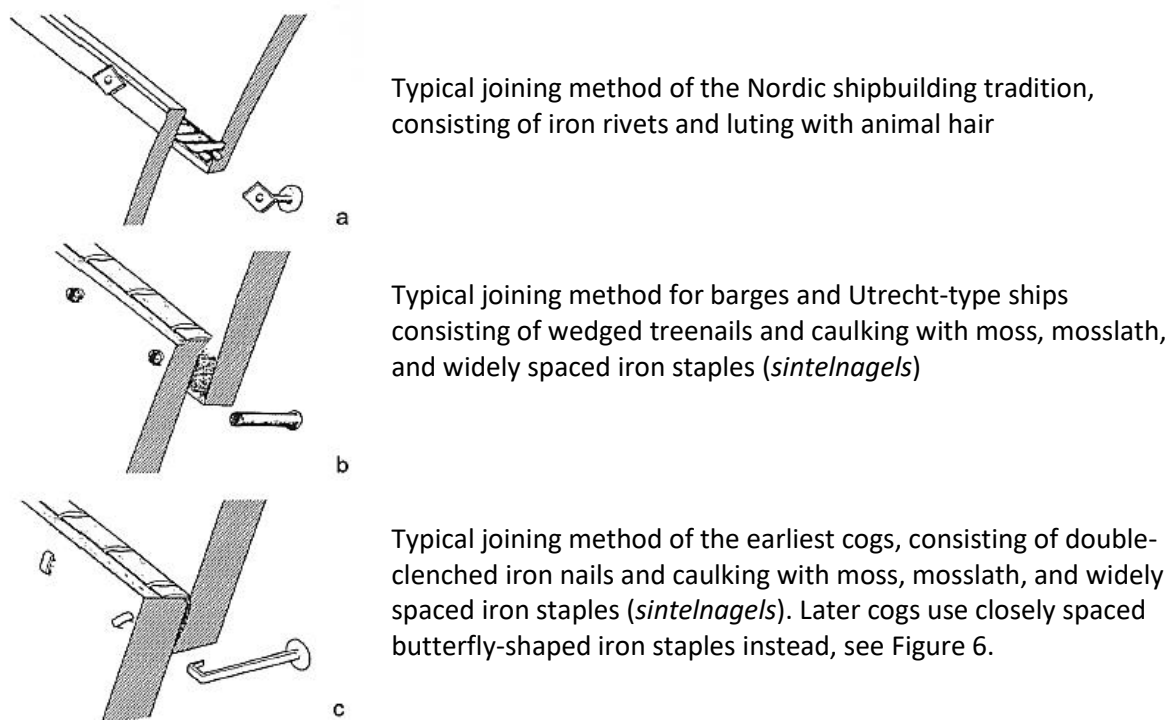 Typical joining method of the Nordic shipbuilding tradition,
consisting of iron rivets and luting with animal hair
a
Typical joining method for barges and Utrecht-type ships
consisting of wedged treenails and caulking with moss, mosslath,
and widely spaced iron staples (sintelnagels)
b
Typical joining method of the earliest cogs, consisting of double-
clenched iron nails and caulking with moss, mosslath, and widely
spaced iron staples (sintelnagels). Later cogs use closely spaced
butterfly-shaped iron staples instead, see Figure 6.
c